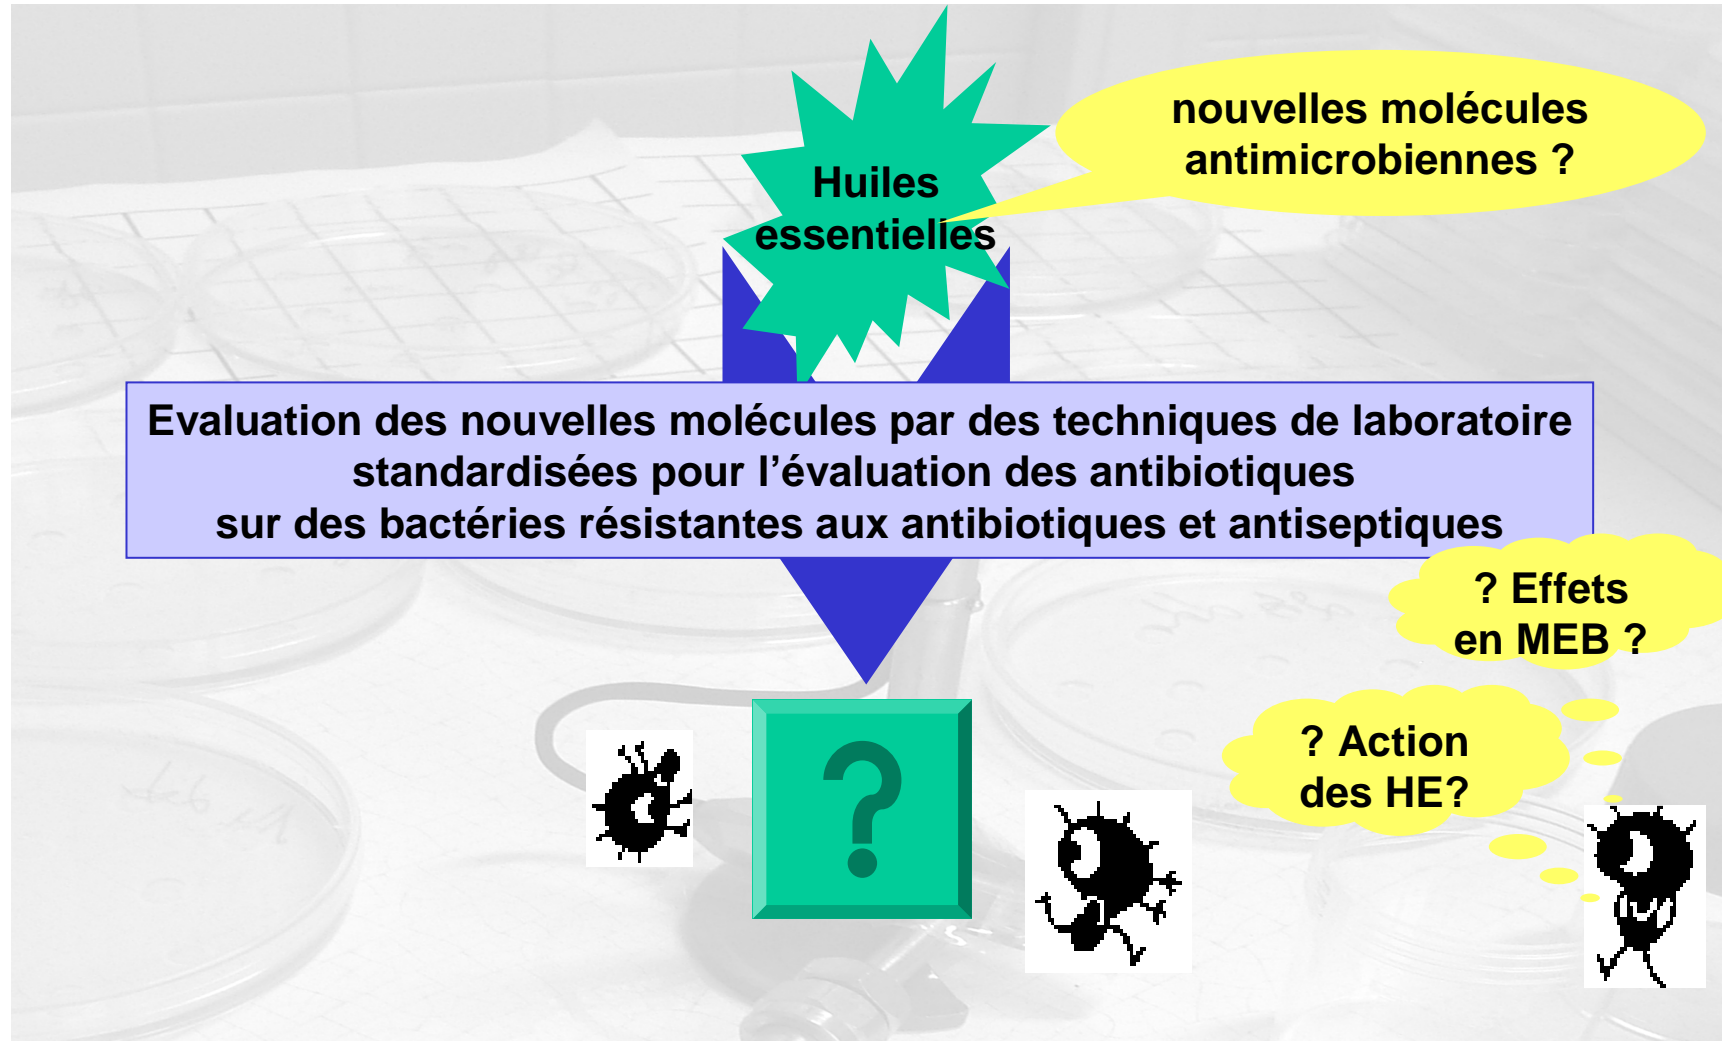 nouvelles molécules
antimicrobiennes ?
Huiles
essentielles
Evaluation des nouvelles molécules par des techniques de laboratoire
standardisées pour l’évaluation des antibiotiques
sur des bactéries résistantes aux antibiotiques et antiseptiques
? Effets
en MEB ?
? Action
des HE?
?